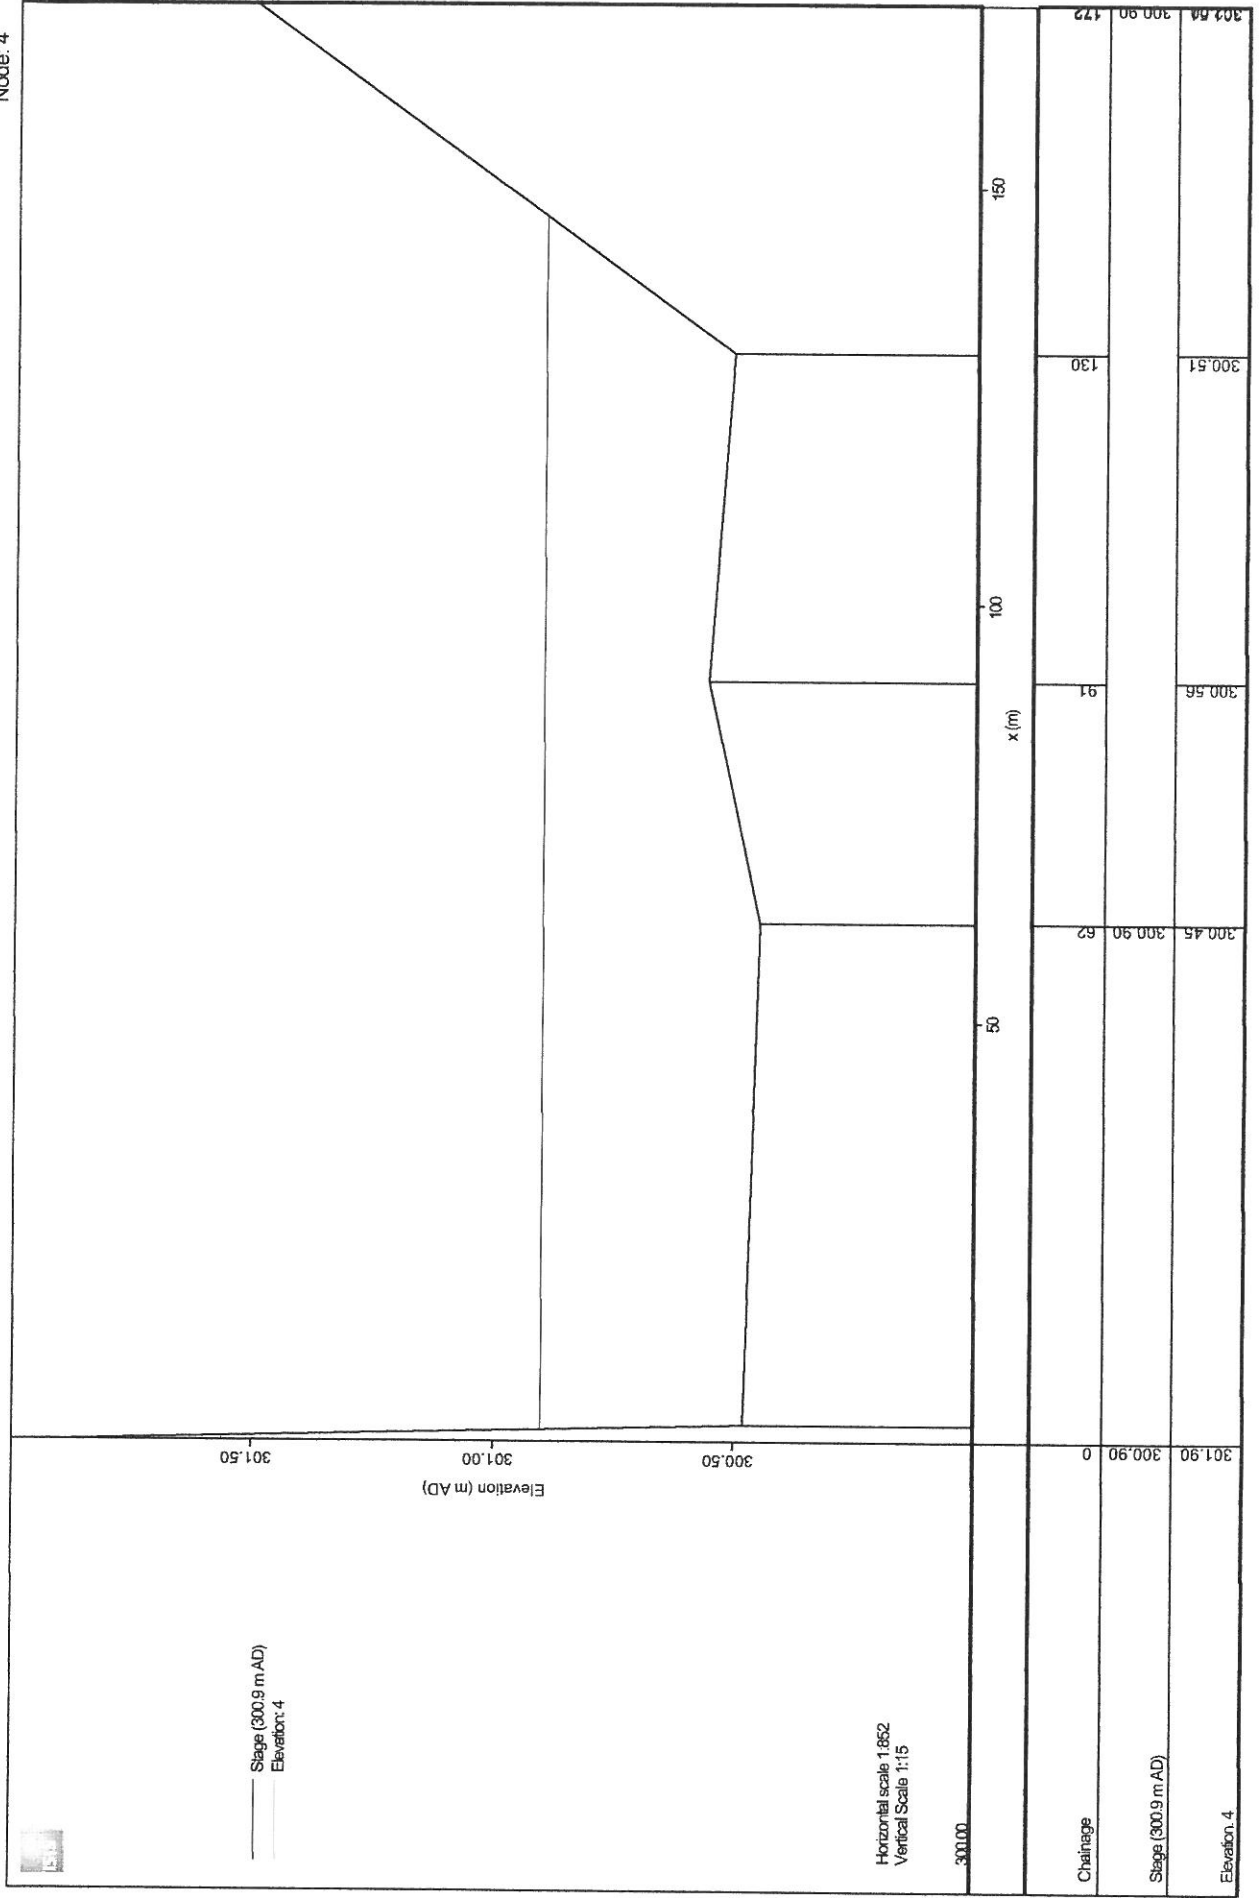 Node: 4
Stage (300.9 m AD)
Elevation: 4
301.50
301.00
300.50
Elevation (m AD)
Horizontal scale 1:852
Vertical Scale 1:15
300.00
50
100
150
x (m)
Chainage
0
62
91
130
172
Stage (300.9 m AD)
300.90
300.90
300.90
Elevation. 4
301.90
300.45
300.56
300.51